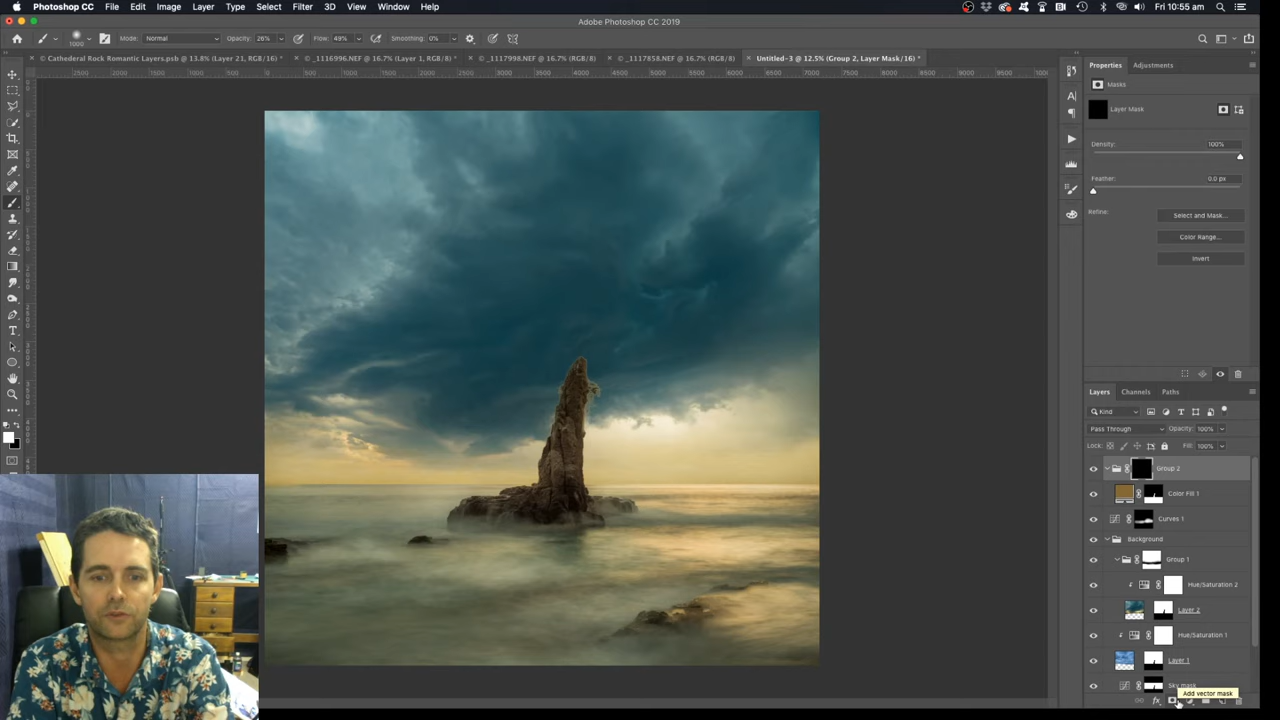 Photoshop CC File Edit Image Layer Type Select Filter 3D View Window Help
Fri 10:55 am
Adobe Photoshop CC 2019
1000 Mode: Normal Opacity: 26% Flow: 49% Smoothing: 0%
× © Cathederal Rock Romantic Layers.psb @ 13.8% (Layer 21, RGB/16) *
× © _1116996.NEF @ 16.7% (Layer 1, RGB/8) *
× © _1117998.NEF @ 16.7% (RGB/8)
× © _1117858.NEF @ 16.7% (RGB/8)
× Untitled-3 @ 12.5% (Group 2, Layer Mask/16) *
Properties Adjustments
Masks
Layer Mask
Density: 100%
Feather: 0.0 px
Refine: Select and Mask...
Color Range...
Invert
Layers Channels Paths
Kind
Pass Through Opacity: 100%
Lock: Fill: 100%
Group 2
Color Fill 1
Curves 1
Background
Group 1
Hue/Saturation 2
Layer 2
Hue/Saturation 1
Layer 1
Sky mask
Add vector mask
fx